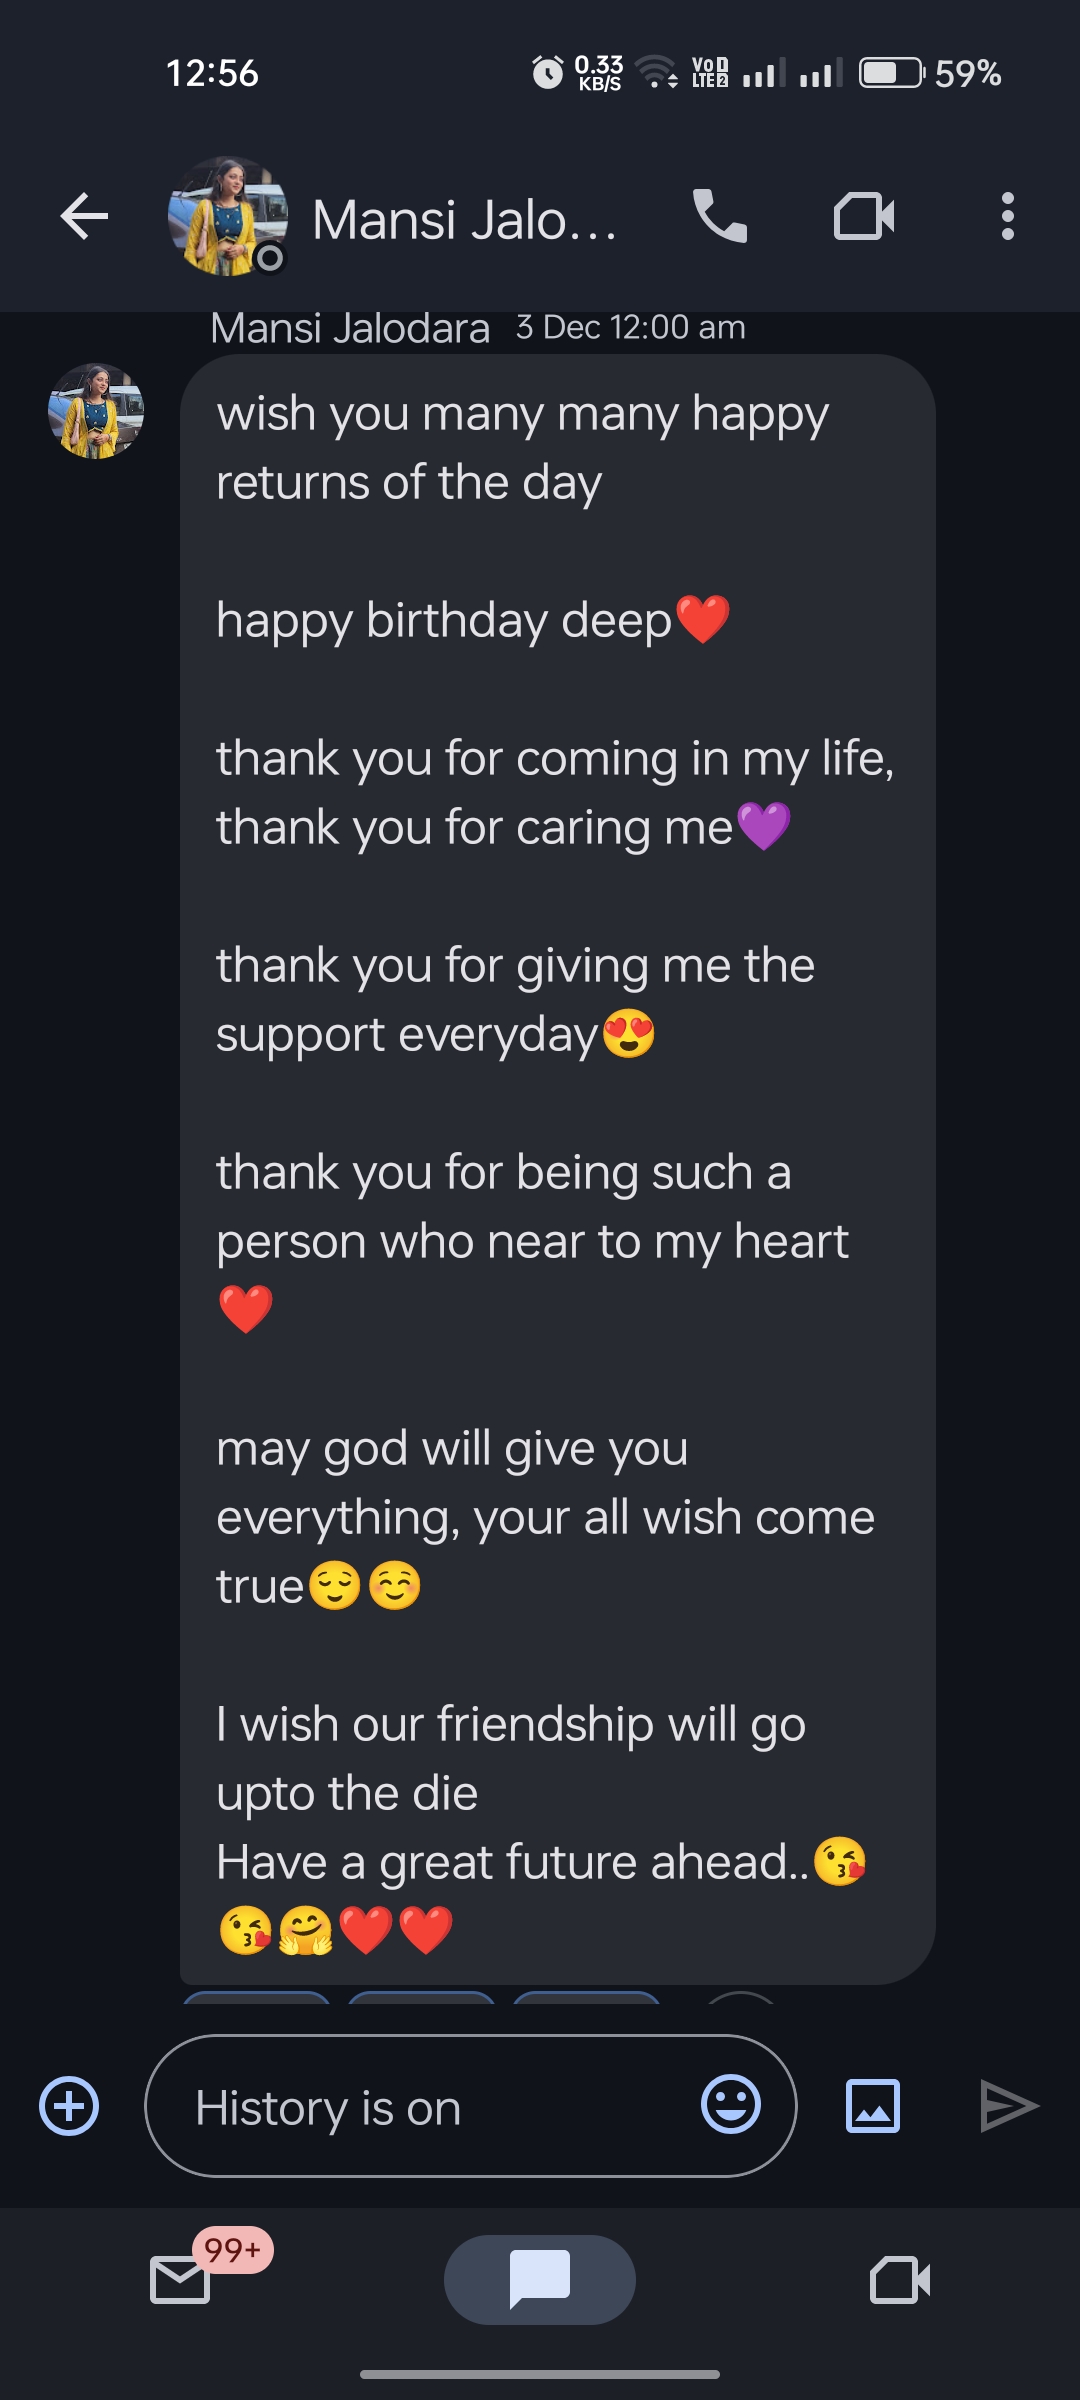 12:56
0.33
KB/S
Vo 1
LTE 2
59%
Mansi Jalo...
Mansi Jalodara 3 Dec 12:00 am
wish you many many happy
returns of the day
happy birthday deep❤️
thank you for coming in my life,
thank you for caring me💜
thank you for giving me the
support everyday😍
thank you for being such a
person who near to my heart
❤️
may god will give you
everything, your all wish come
true😌☺️
I wish our friendship will go
upto the die
Have a great future ahead..😘
😘🤗❤️❤️
History is on
99+